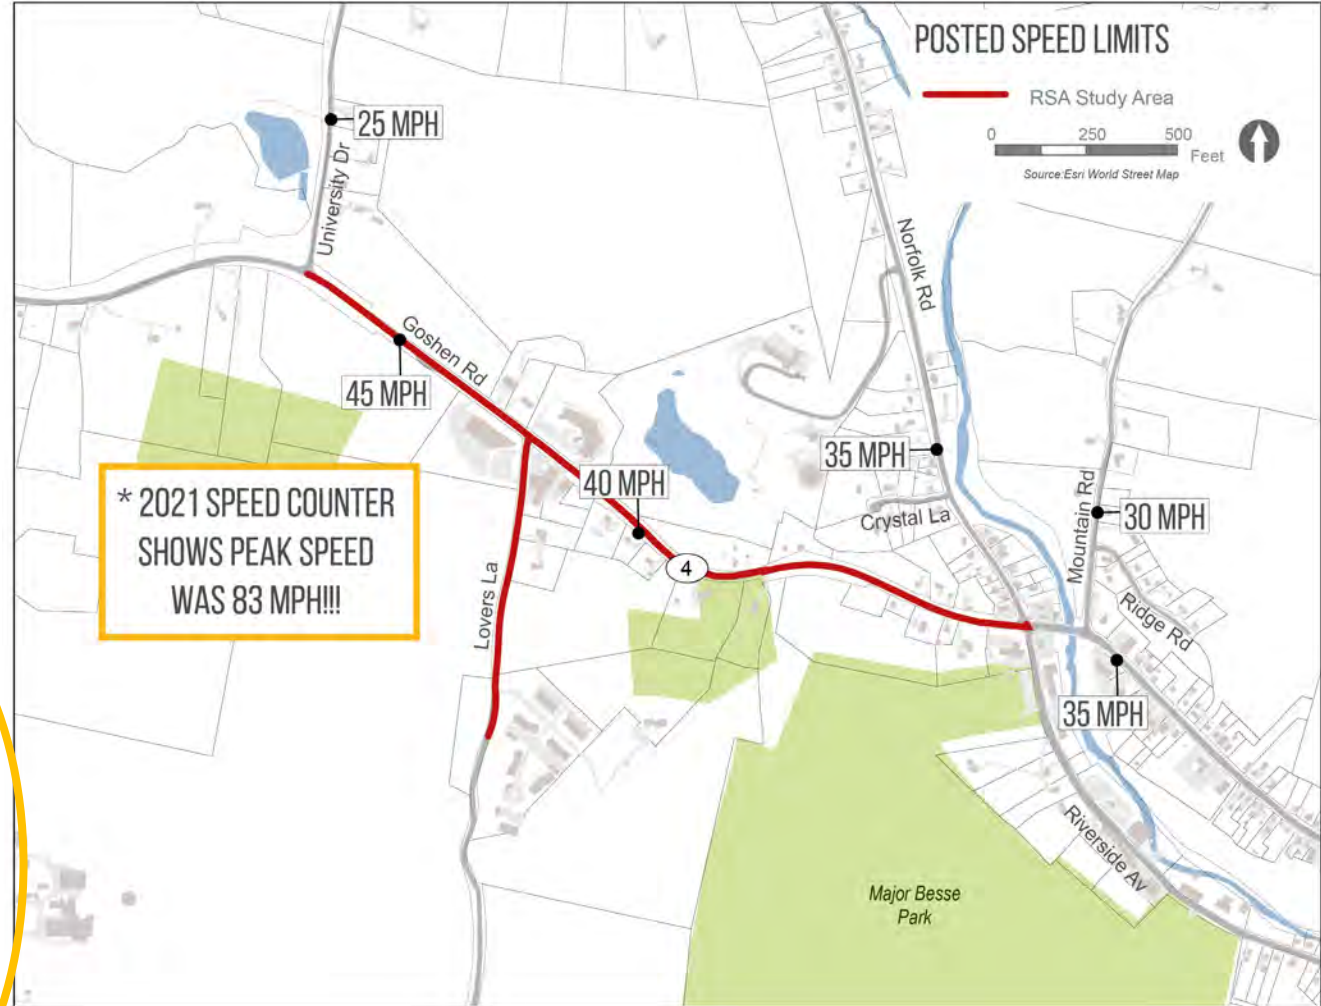 POSTED SPEED LIMITS
RSA Study Area
0 250 500
Feet
Source:Esri World Street Map
25 MPH
University Dr
Norfolk Rd
Goshen Rd
45 MPH
35 MPH
40 MPH
Crystal La
Mountain Rd
30 MPH
* 2021 SPEED COUNTER
SHOWS PEAK SPEED
WAS 83 MPH!!!
4
Lovers La
Ridge Rd
35 MPH
Riverside Av
Major Besse
Park